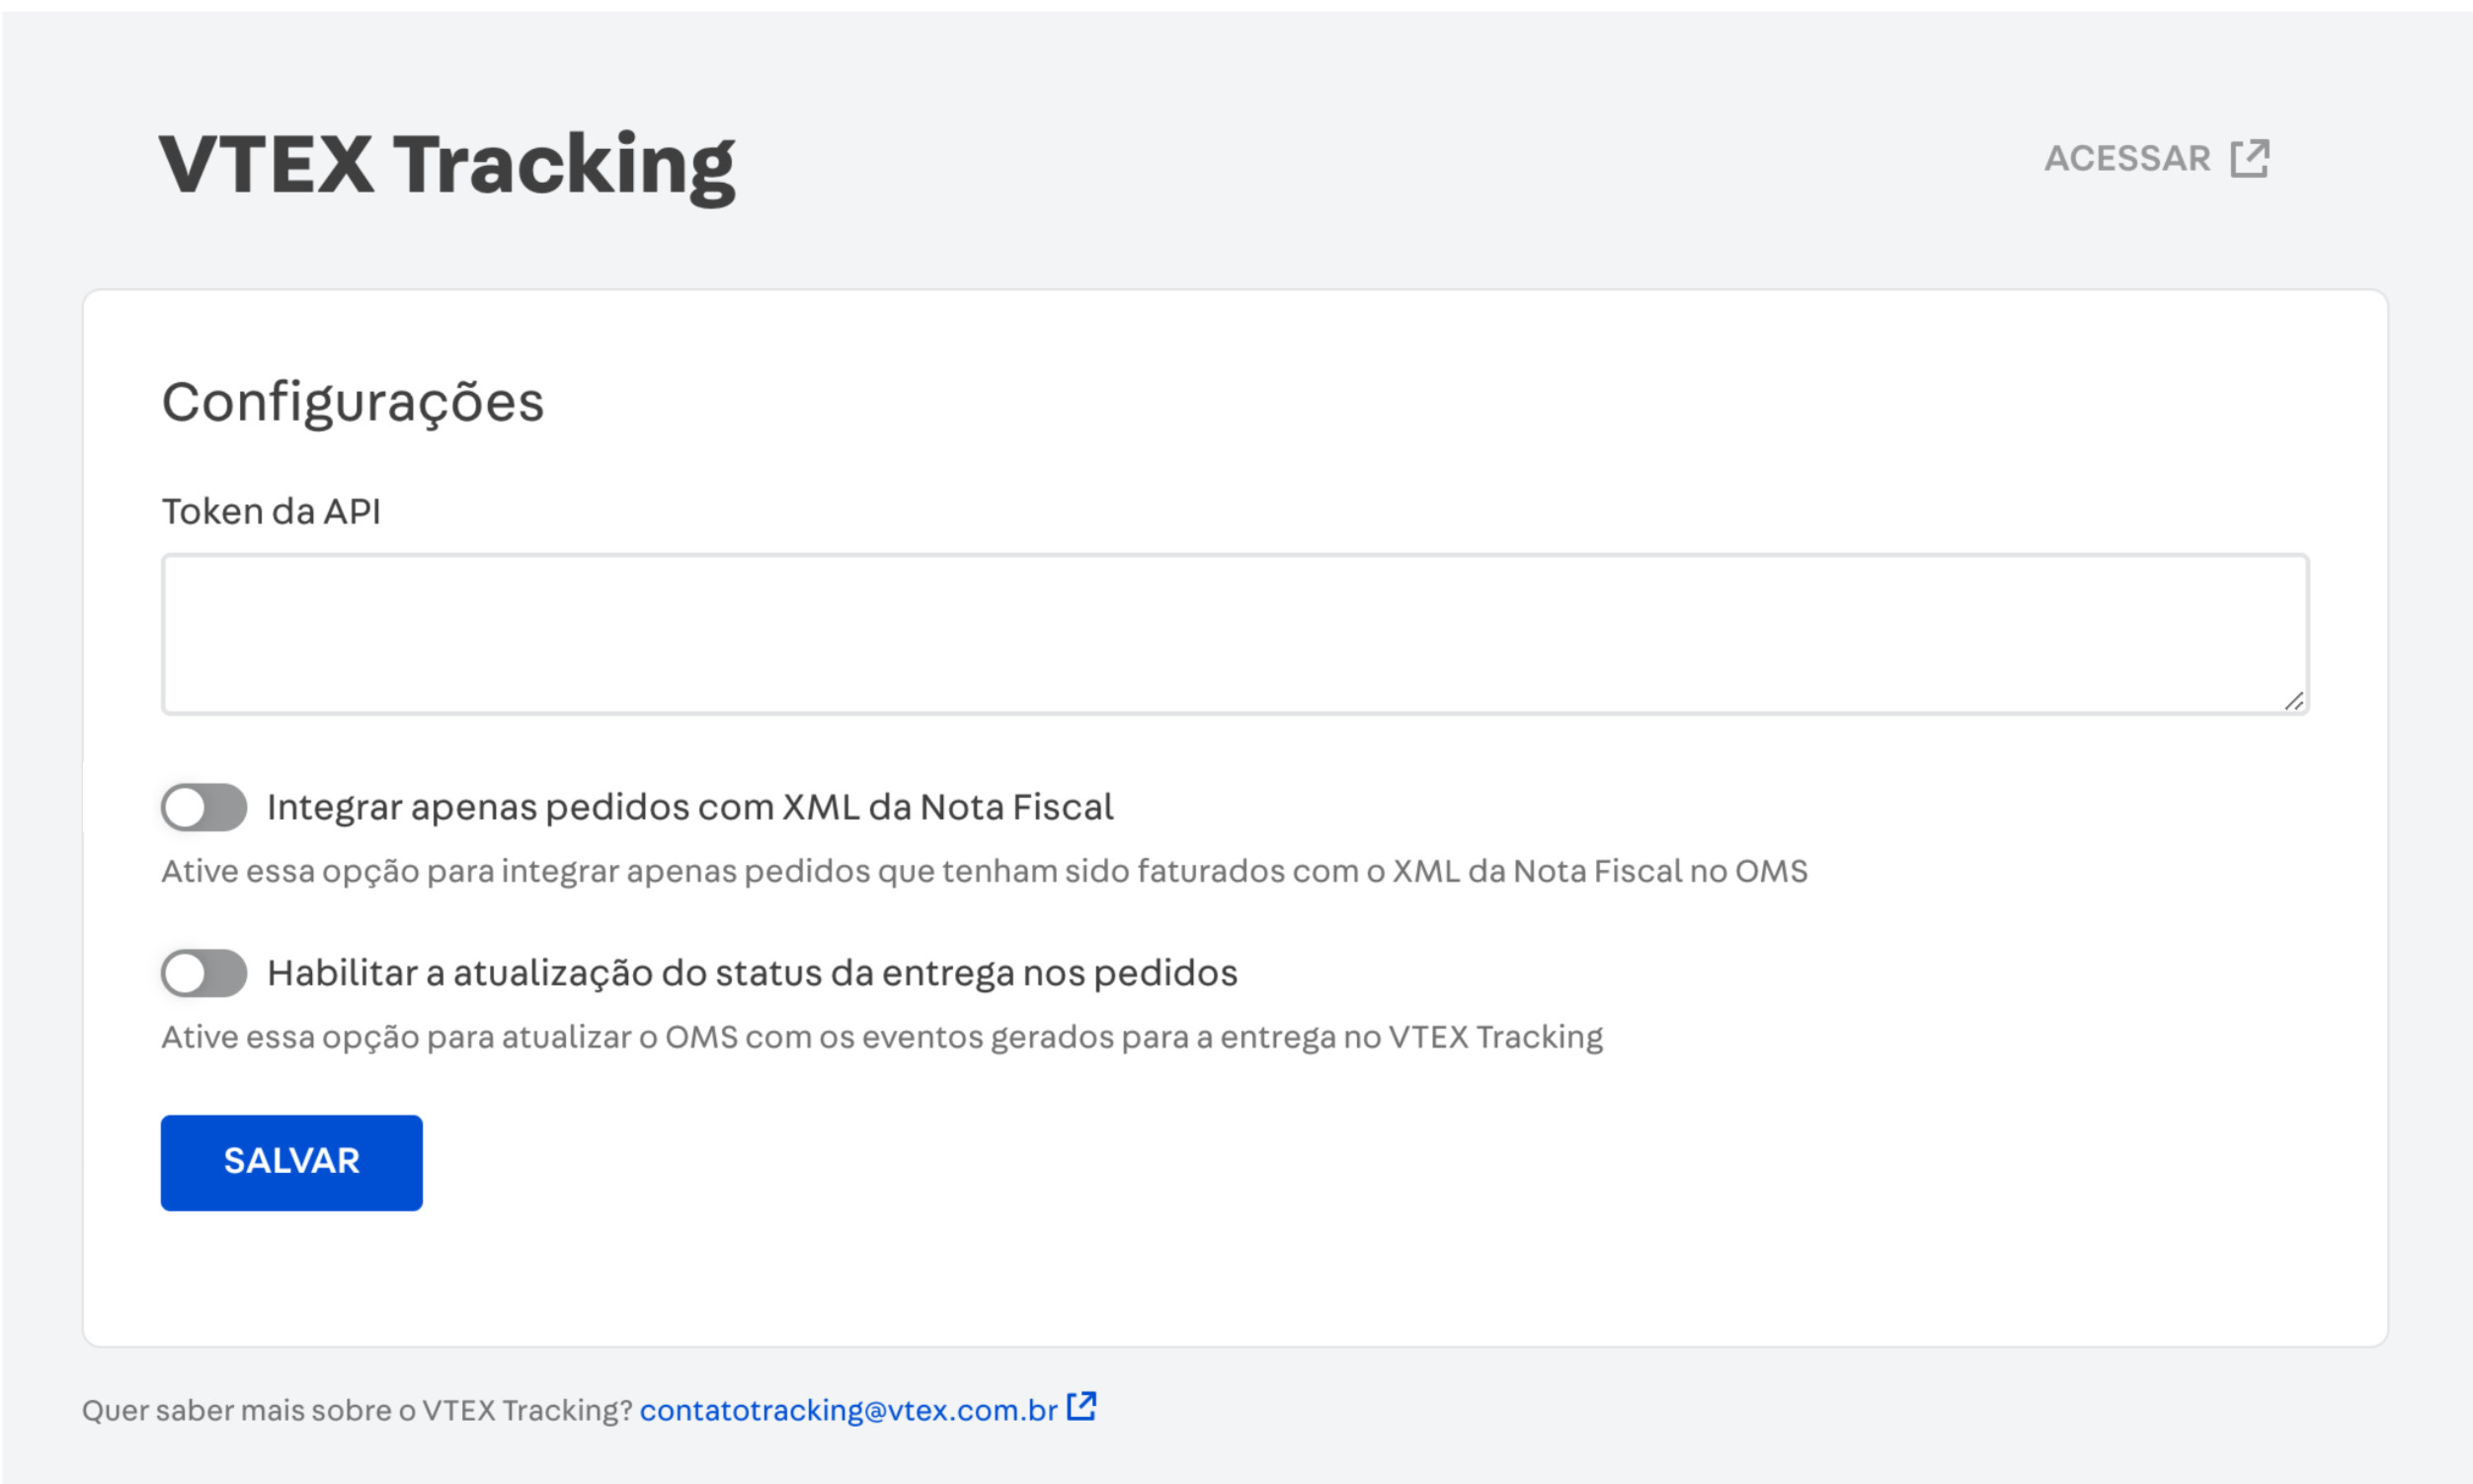 VTEX Tracking
ACESSAR
Configurações
Token da API
Integrar apenas pedidos com XML da Nota Fiscal
Ative essa opção para integrar apenas pedidos que tenham sido faturados com o XML da Nota Fiscal no OMS
Habilitar a atualização do status da entrega nos pedidos
Ative essa opção para atualizar o OMS com os eventos gerados para a entrega no VTEX Tracking
SALVAR
Quer saber mais sobre o VTEX Tracking? contatotracking@vtex.com.br